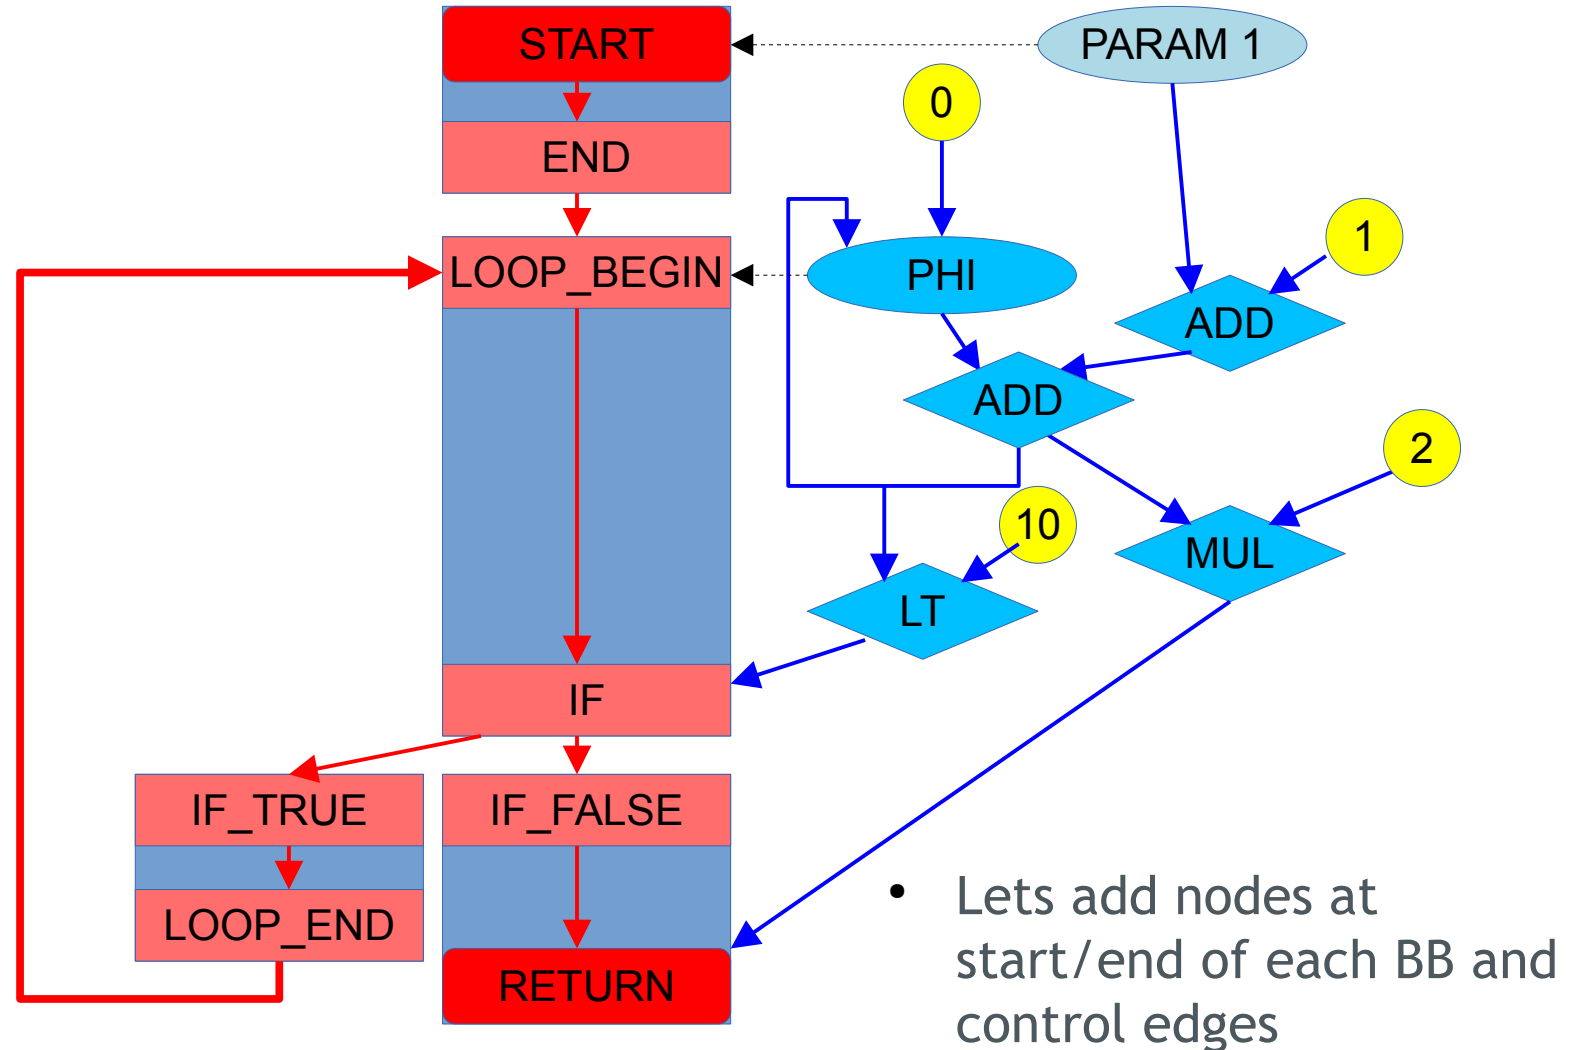 START
PARAM 1
0
END
1
LOOP_BEGIN
PHI
ADD
ADD
2
10
MUL
LT
IF
IF_TRUE
IF_FALSE
LOOP_END
RETURN
• Lets add nodes at
start/end of each BB and
control edges